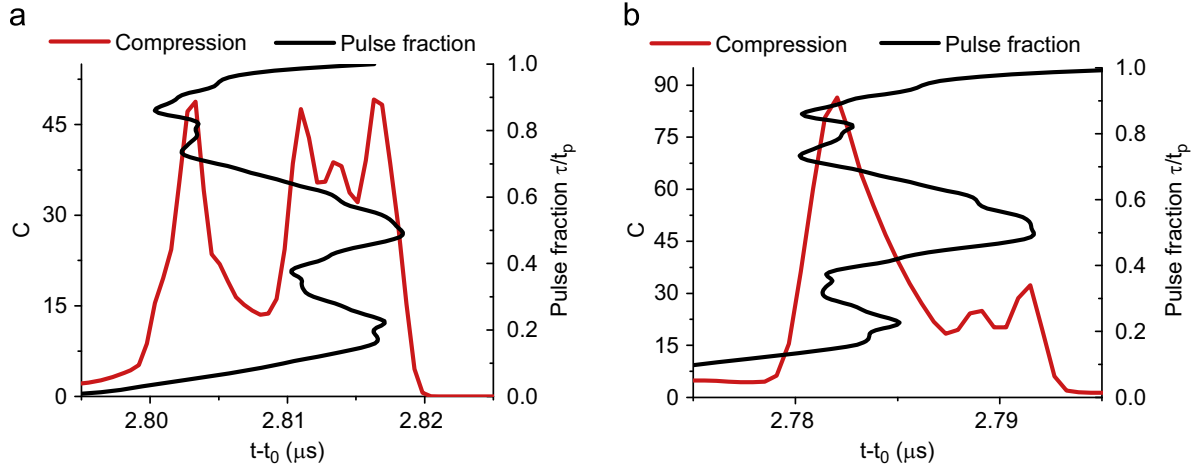 a
Compression Pulse fraction
45
30
15
0
C
1.0
0.8
0.6
0.4
0.2
0.0
Pulse fraction τ/tp
2.80 2.81 2.82
t-t0 (μs)
b
Compression Pulse fraction
90
75
60
45
30
15
0
C
1.0
0.8
0.6
0.4
0.2
0.0
Pulse fraction τ/tp
2.78 2.79
t-t0 (μs)